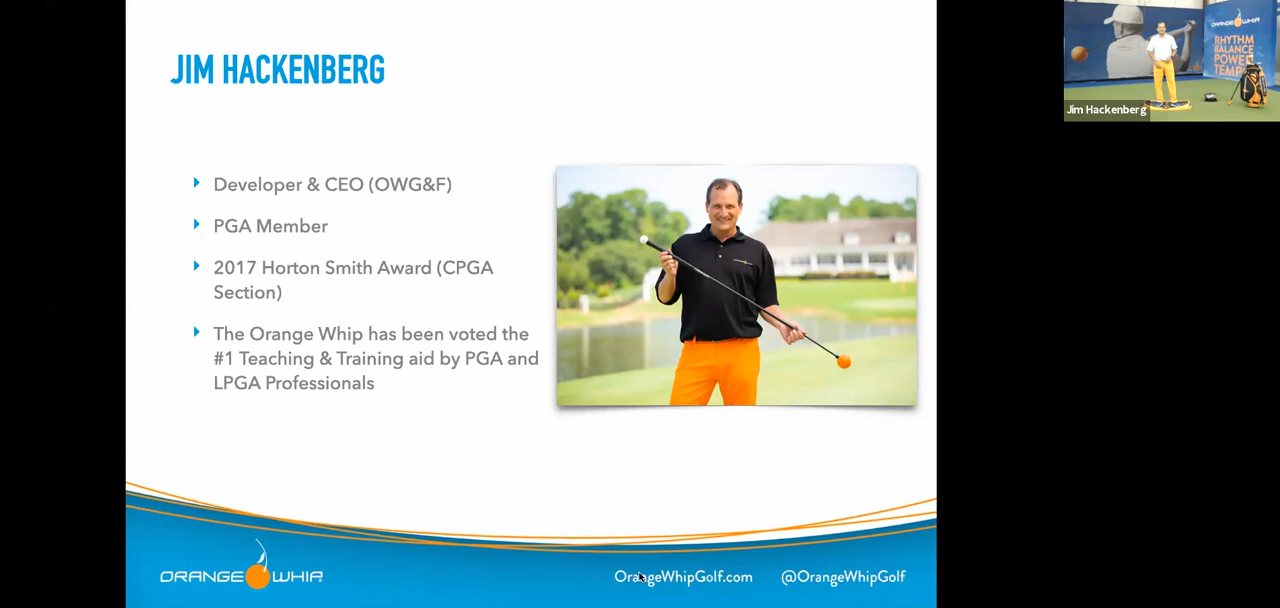 JIM HACKENBERG
Developer & CEO (OWG&F)
PGA Member
2017 Horton Smith Award (CPGA
Section)
The Orange Whip has been voted the
#1 Teaching & Training aid by PGA and
LPGA Professionals
ORANGE WHIP
OrangeWhipGolf.com
@OrangeWhipGolf
ORANGE WHIP
RHYTHM
BALANCE
POWER
TEMPO
Jim Hackenberg